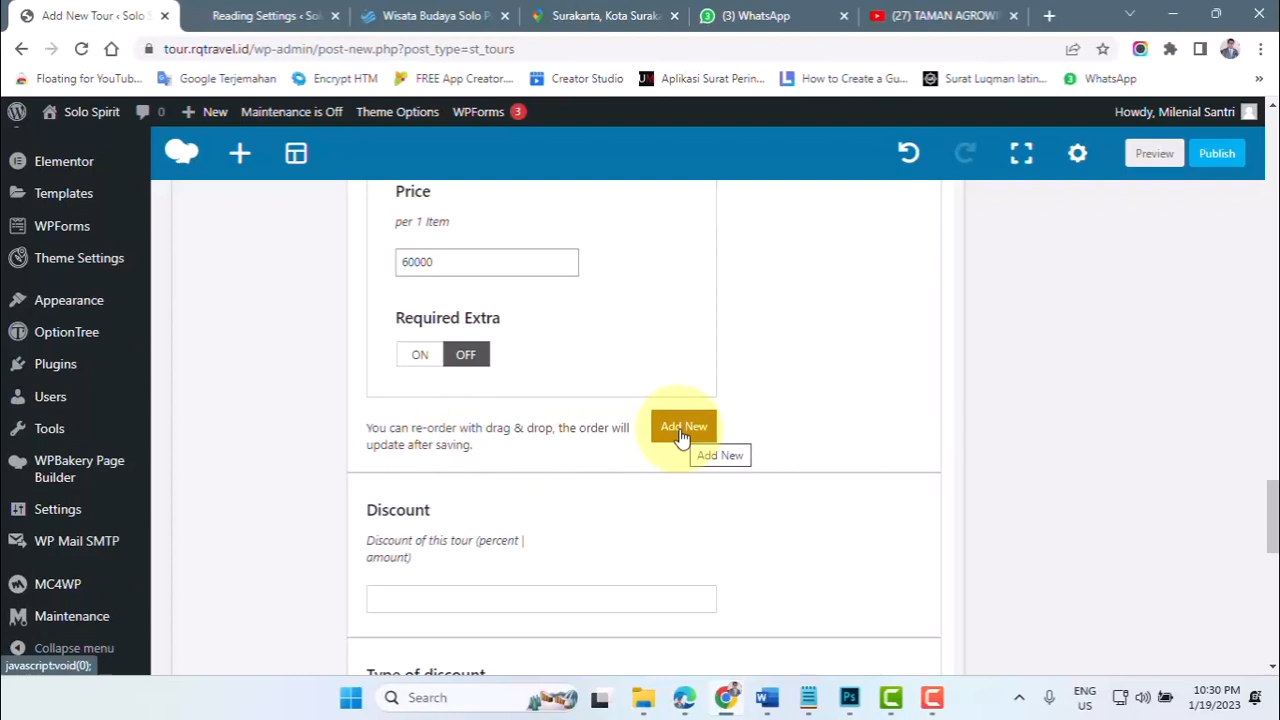 Add New Tour ‹ Solo S
Reading Settings ‹ Sol
Wisata Budaya Solo P
Surakarta, Kota Suraka
(3) WhatsApp
(27) TAMAN AGROW
tour.rqtravel.id/wp-admin/post-new.php?post_type=st_tours
Floating for YouTub...
Google Terjemahan
Encrypt HTM
FREE App Creator....
Creator Studio
Aplikasi Surat Perin...
How to Create a Gu...
Surat Luqman latin...
WhatsApp
»
Solo Spirit
0
New
Maintenance is Off
Theme Options
WPForms 3
Howdy, Milenial Santri
Preview
Publish
Elementor
Templates
WPForms
Theme Settings
Appearance
OptionTree
Plugins
Users
Tools
WPBakery Page
Builder
Settings
WP Mail SMTP
MC4WP
Maintenance
Collapse menu
javascript:void(0);
Price
per 1 Item
60000
Required Extra
ON OFF
You can re-order with drag & drop, the order will
update after saving.
Add New
Add New
Discount
Discount of this tour (percent |
amount)
Type of discount
Search
ENG
US
10:30 PM
1/19/2023